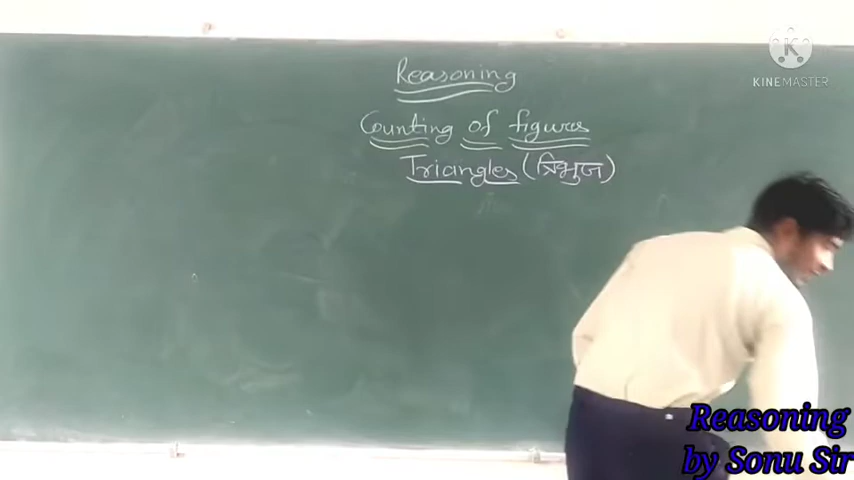 Reasoning
Counting of figures
Triangles (त्रिभुज)
KINEMASTER
Reasoning
by Sonu Sir